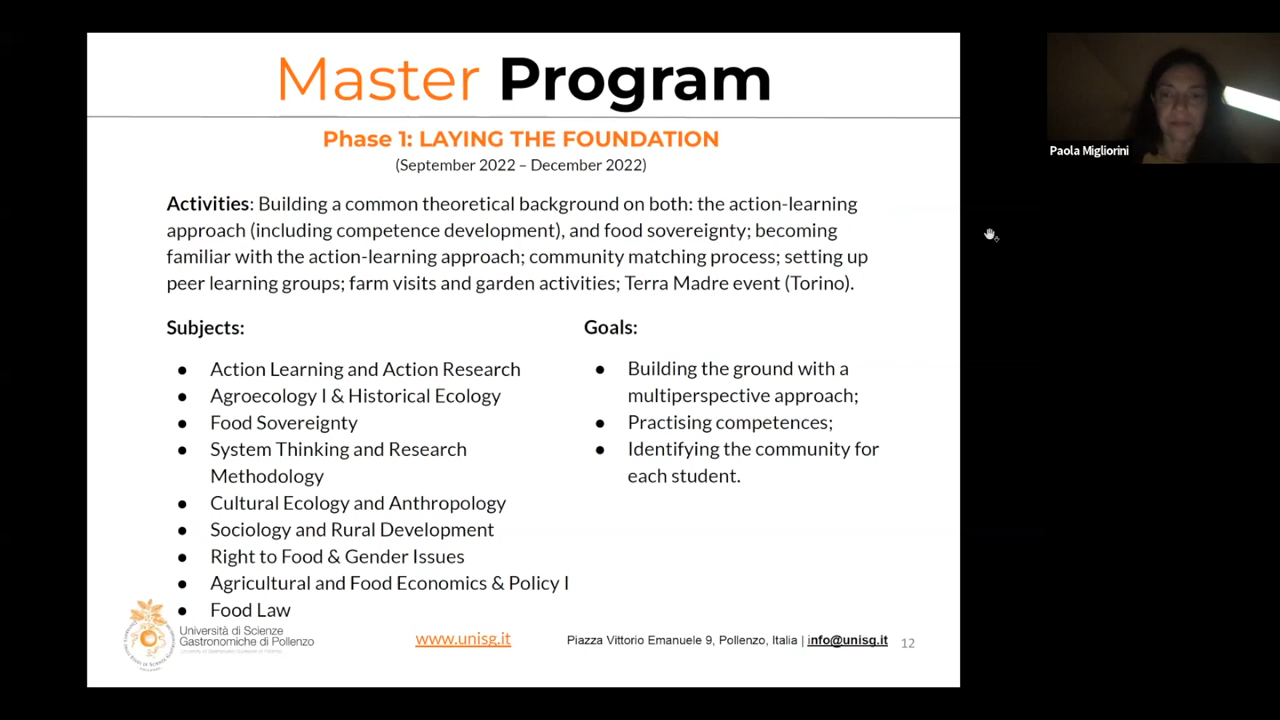 Master Program
Phase 1: LAYING THE FOUNDATION
(September 2022 – December 2022)
Activities: Building a common theoretical background on both: the action-learning
approach (including competence development), and food sovereignty; becoming
familiar with the action-learning approach; community matching process; setting up
peer learning groups; farm visits and garden activities; Terra Madre event (Torino).
Subjects:
● Action Learning and Action Research
● Agroecology I & Historical Ecology
● Food Sovereignty
● System Thinking and Research
Methodology
● Cultural Ecology and Anthropology
● Sociology and Rural Development
● Right to Food & Gender Issues
● Agricultural and Food Economics & Policy I
● Food Law
Goals:
● Building the ground with a
multiperspective approach;
● Practising competences;
● Identifying the community for
each student.
Università di Scienze
Gastronomiche di Pollenzo
www.unisg.it
Piazza Vittorio Emanuele 9, Pollenzo, Italia | info@unisg.it
12
Paola Migliorini